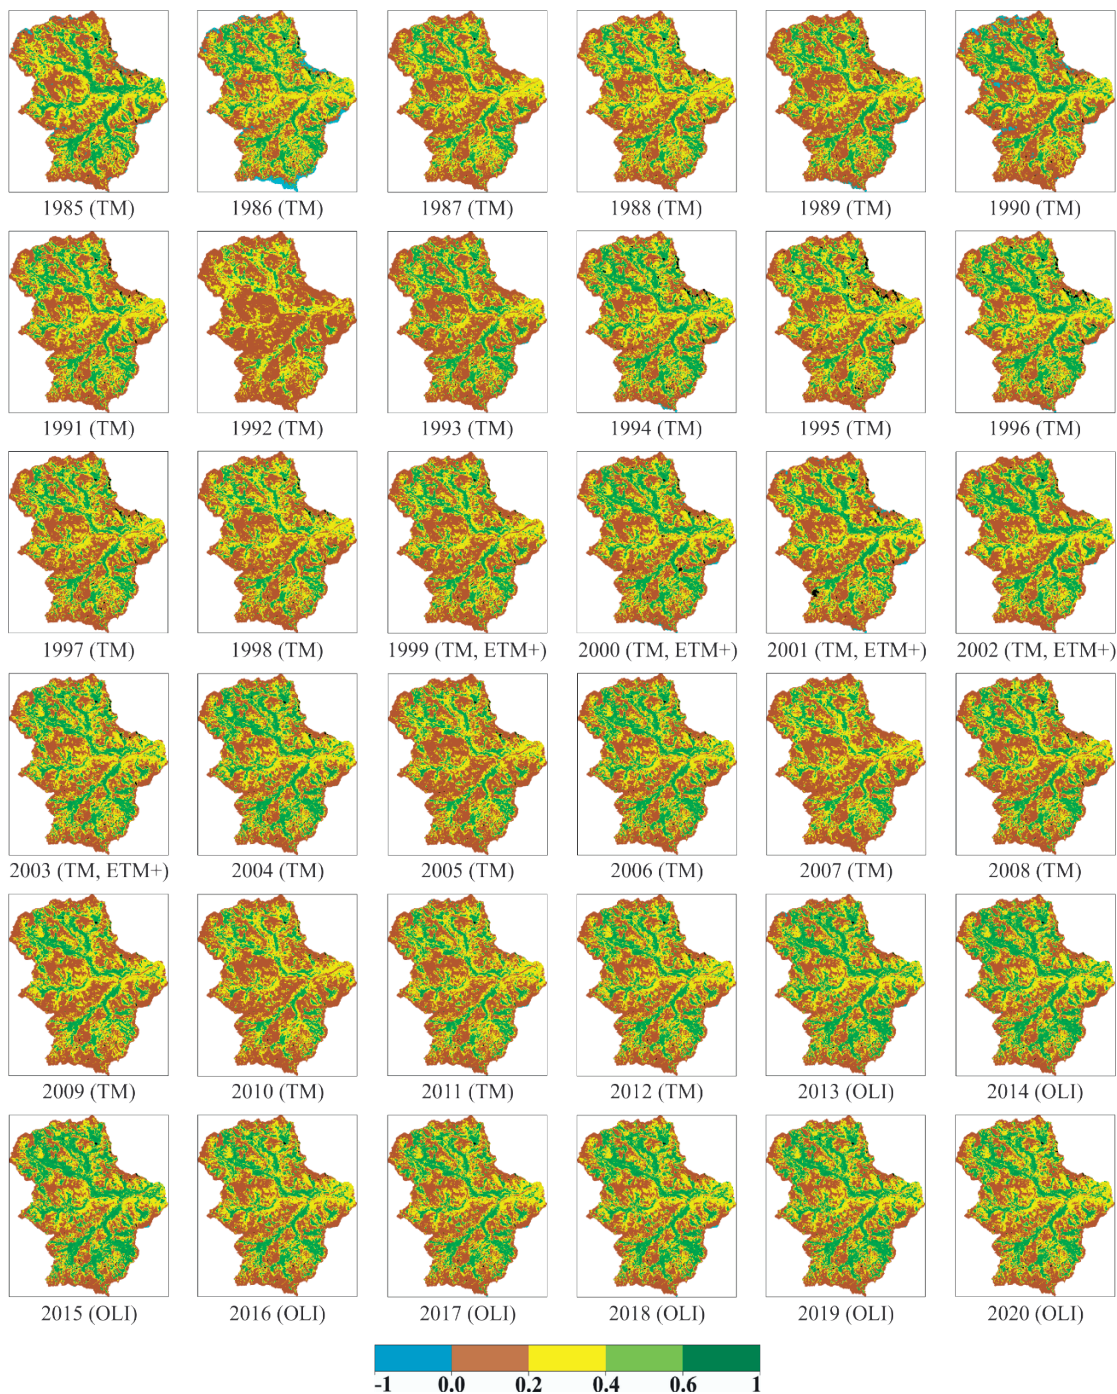 1985 (TM) 1986 (TM) 1987 (TM) 1988 (TM) 1989 (TM) 1990 (TM)
1991 (TM) 1992 (TM) 1993 (TM) 1994 (TM) 1995 (TM) 1996 (TM)
1997 (TM) 1998 (TM) 1999 (TM, ETM+) 2000 (TM, ETM+) 2001 (TM, ETM+) 2002 (TM, ETM+)
2003 (TM, ETM+) 2004 (TM) 2005 (TM) 2006 (TM) 2007 (TM) 2008 (TM)
2009 (TM) 2010 (TM) 2011 (TM) 2012 (TM) 2013 (OLI) 2014 (OLI)
2015 (OLI) 2016 (OLI) 2017 (OLI) 2018 (OLI) 2019 (OLI) 2020 (OLI)
-1 0.0 0.2 0.4 0.6 1